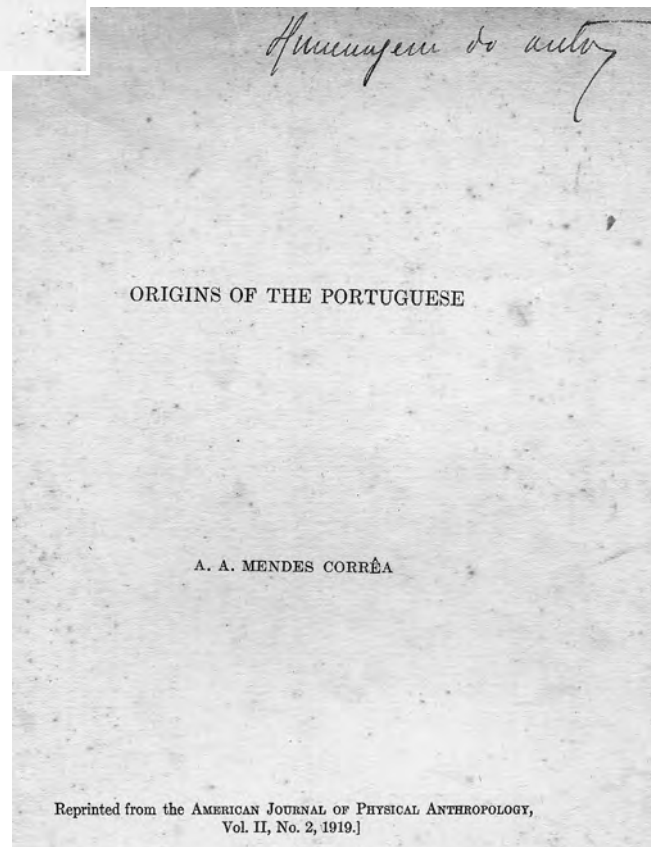 Homenagem do autor
ORIGINS OF THE PORTUGUESE
A. A. MENDES CORRÊA
Reprinted from the AMERICAN JOURNAL OF PHYSICAL ANTHROPOLOGY,
Vol. II, No. 2, 1919.]